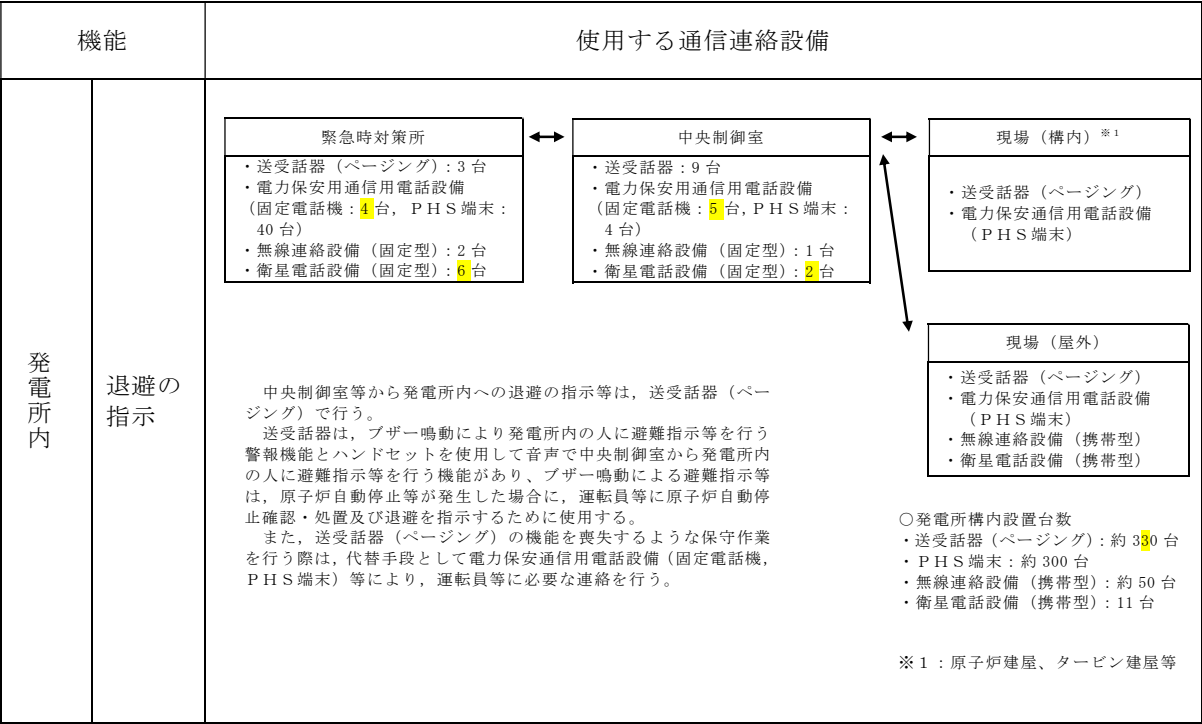 機能
使用する通信連絡設備
発電所内
退避の
指示
緊急時対策所
・送受話器（ページング）：3台
・電力保安用通信用電話設備
（固定電話機：4台，ＰＨＳ端末：
40台）
・無線連絡設備（固定型）：2台
・衛星電話設備（固定型）：6台
中央制御室
・送受話器：9台
・電力保安用通信用電話設備
（固定電話機：5台，ＰＨＳ端末：
4台）
・無線連絡設備（固定型）：1台
・衛星電話設備（固定型）：2台
現場（構内）※1
・送受話器（ページング）
・電力保安通信用電話設備
（ＰＨＳ端末）
現場（屋外）
・送受話器（ページング）
・電力保安通信用電話設備
（ＰＨＳ端末）
・無線連絡設備（携帯型）
・衛星電話設備（携帯型）
中央制御室等から発電所内への退避の指示等は，送受話器（ペー
ジング）で行う。
送受話器は，ブザー鳴動により発電所内の人に避難指示等を行う
警報機能とハンドセットを使用して音声で中央制御室から発電所内
の人に避難指示等を行う機能があり、ブザー鳴動による避難指示等
は，原子炉自動停止等が発生した場合に，運転員等に原子炉自動停
止確認・処置及び退避を指示するために使用する。
また，送受話器（ページング）の機能を喪失するような保守作業
を行う際は，代替手段として電力保安通信用電話設備（固定電話機，
ＰＨＳ端末）等により，運転員等に必要な連絡を行う。
○発電所構内設置台数
・送受話器（ページング）：約330台
・ＰＨＳ端末：約300台
・無線連絡設備（携帯型）：約50台
・衛星電話設備（携帯型）：11台
※１：原子炉建屋、タービン建屋等